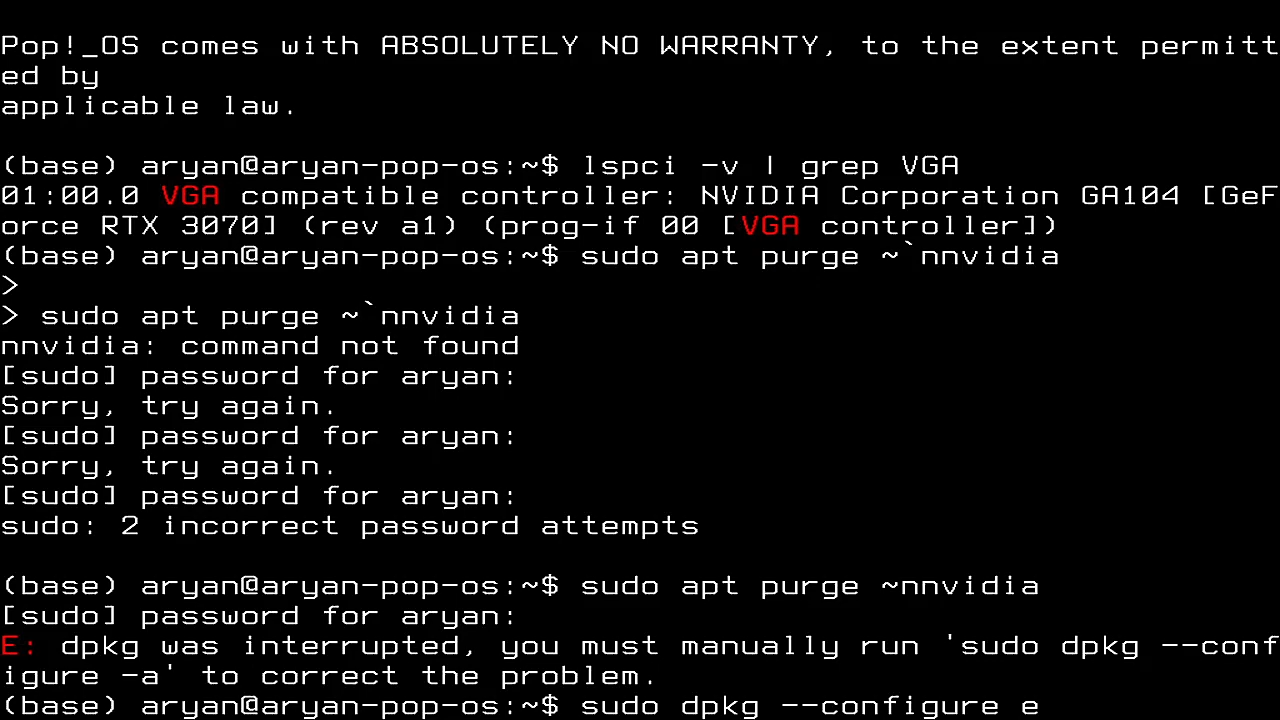 Pop!_OS comes with ABSOLUTELY NO WARRANTY, to the extent permitt
ed by
applicable law.
(base) aryan@aryan-pop-os:~$ lspci -v | grep VGA
01:00.0 VGA compatible controller: NVIDIA Corporation GA104 [GeF
orce RTX 3070] (rev a1) (prog-if 00 [VGA controller])
(base) aryan@aryan-pop-os:~$ sudo apt purge ~`nnvidia
>
> sudo apt purge ~`nnvidia
nnvidia: command not found
[sudo] password for aryan:
Sorry, try again.
[sudo] password for aryan:
Sorry, try again.
[sudo] password for aryan:
sudo: 2 incorrect password attempts
(base) aryan@aryan-pop-os:~$ sudo apt purge ~nnvidia
[sudo] password for aryan:
E: dpkg was interrupted, you must manually run 'sudo dpkg --conf
igure -a' to correct the problem.
(base) aryan@aryan-pop-os:~$ sudo dpkg --configure e